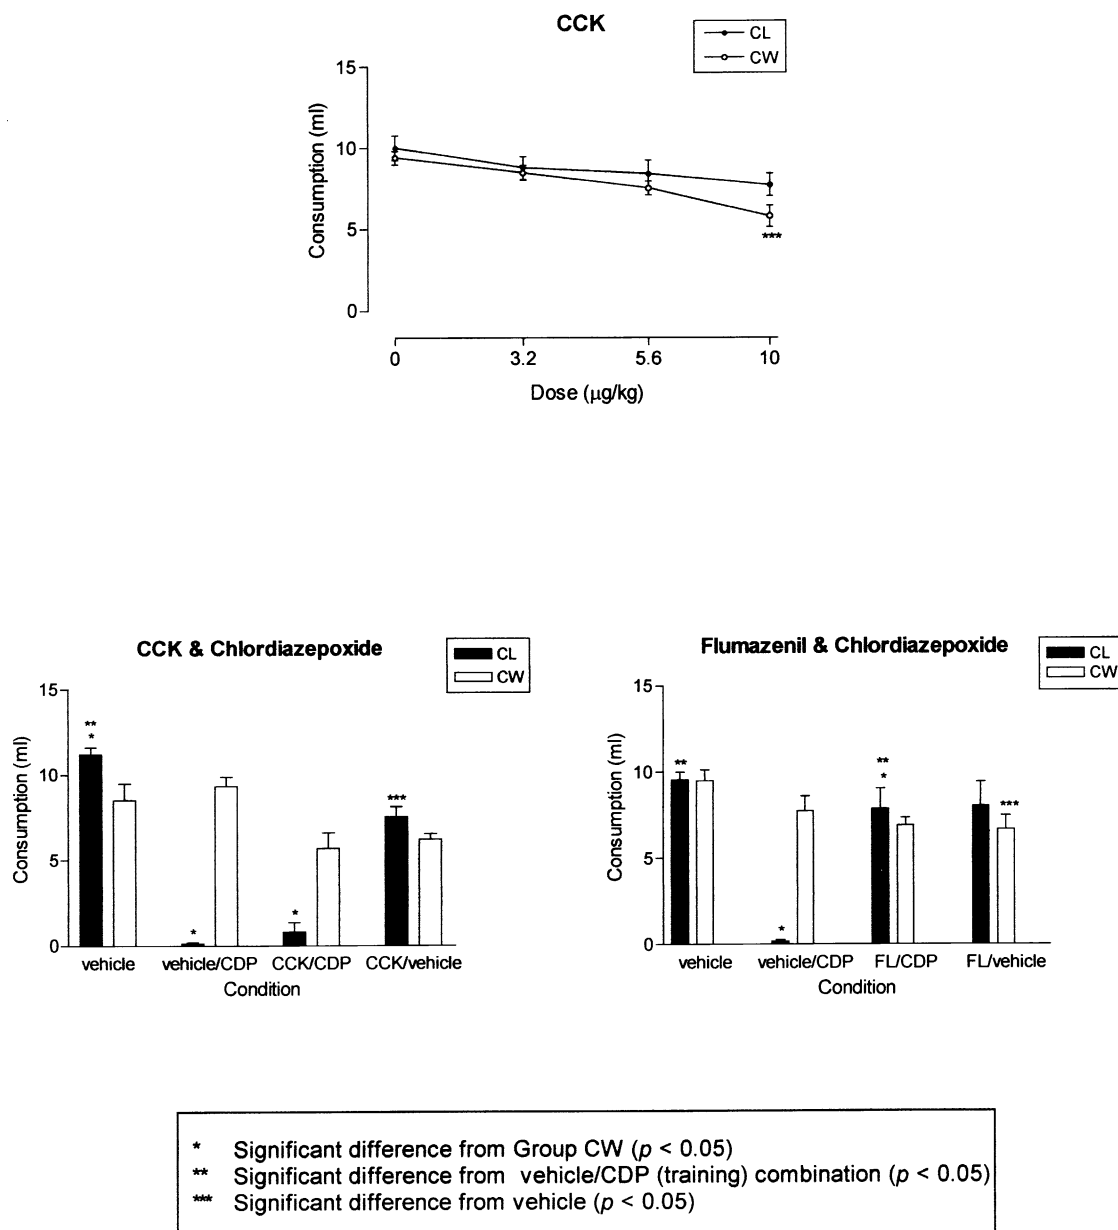 CCK
CL
CW
15
10
5
0
Consumption (ml)
***
0 3.2 5.6 10
Dose (μg/kg)
CCK & Chlordiazepoxide
CL
CW
15
10
5
0
Consumption (ml)
**
*
*
*
***
vehicle vehicle/CDP CCK/CDP CCK/vehicle
Condition
Flumazenil & Chlordiazepoxide
CL
CW
15
10
5
0
Consumption (ml)
**
*
**
*
***
vehicle vehicle/CDP FL/CDP FL/vehicle
Condition
* Significant difference from Group CW (p < 0.05)
** Significant difference from vehicle/CDP (training) combination (p < 0.05)
*** Significant difference from vehicle (p < 0.05)